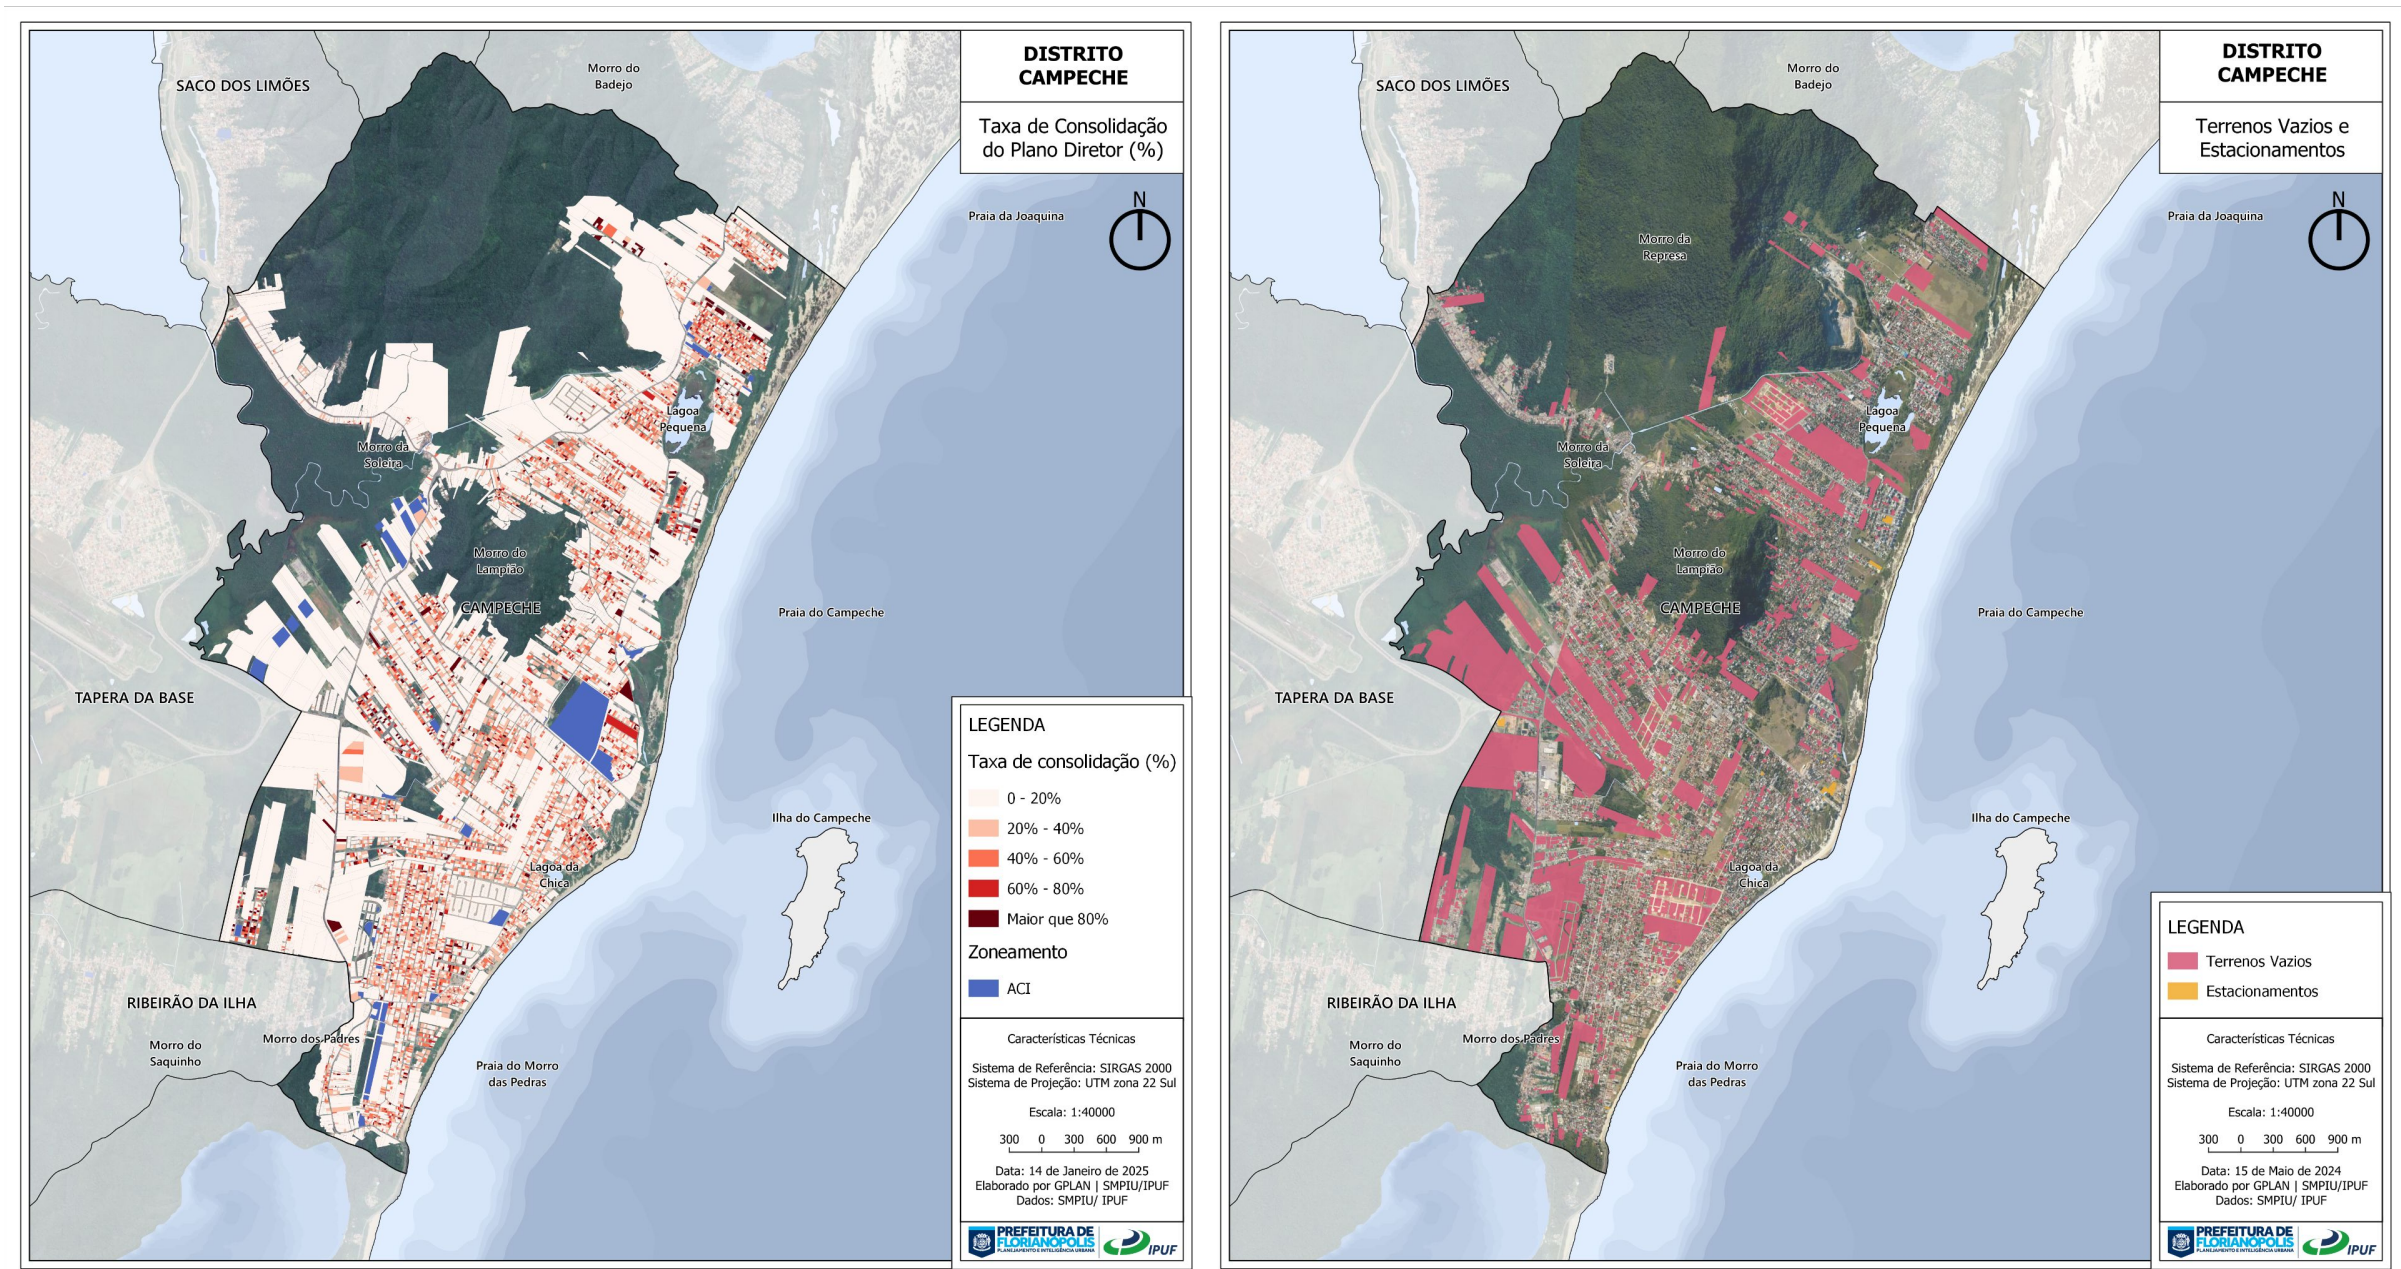 DISTRITO
CAMPECHE
Taxa de Consolidação
do Plano Diretor (%)
N
SACO DOS LIMÕES
Morro do
Badejo
Praia da Joaquina
Lagoa
Pequena
Morro da
Soleira
Morro do
Lampião
CAMPECHE
Praia do Campeche
TAPERA DA BASE
Ilha do Campeche
Lagoa da
Chica
RIBEIRÃO DA ILHA
Morro dos Padres
Morro do
Saquinho
Praia do Morro
das Pedras
LEGENDA
Taxa de consolidação (%)
0 - 20%
20% - 40%
40% - 60%
60% - 80%
Maior que 80%
Zoneamento
ACI
Características Técnicas
Sistema de Referência: SIRGAS 2000
Sistema de Projeção: UTM zona 22 Sul
Escala: 1:40000
300 0 300 600 900 m
Data: 14 de Janeiro de 2025
Elaborado por GPLAN | SMPIU/IPUF
Dados: SMPIU/ IPUF
PREFEITURA DE
FLORIANÓPOLIS
PLANEJAMENTO E INTELIGÊNCIA URBANA
IPUF
DISTRITO
CAMPECHE
Terrenos Vazios e
Estacionamentos
N
SACO DOS LIMÕES
Morro do
Badejo
Praia da Joaquina
Morro da
Represa
Lagoa
Pequena
Morro da
Soleira
Morro do
Lampião
CAMPECHE
Praia do Campeche
TAPERA DA BASE
Ilha do Campeche
Lagoa da
Chica
RIBEIRÃO DA ILHA
Morro dos Padres
Morro do
Saquinho
Praia do Morro
das Pedras
LEGENDA
Terrenos Vazios
Estacionamentos
Características Técnicas
Sistema de Referência: SIRGAS 2000
Sistema de Projeção: UTM zona 22 Sul
Escala: 1:40000
300 0 300 600 900 m
Data: 15 de Maio de 2024
Elaborado por GPLAN | SMPIU/IPUF
Dados: SMPIU/ IPUF
PREFEITURA DE
FLORIANÓPOLIS
PLANEJAMENTO E INTELIGÊNCIA URBANA
IPUF